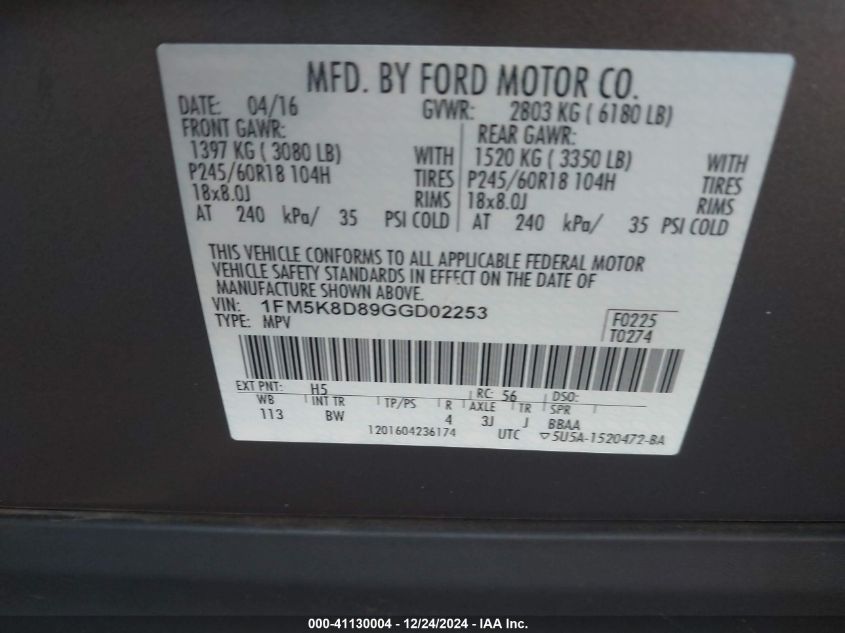 MFD. BY FORD MOTOR CO.
DATE: 04/16 GVWR: 2803 KG ( 6180 LB)
FRONT GAWR: REAR GAWR:
1397 KG ( 3080 LB) WITH 1520 KG ( 3350 LB) WITH
P245/60R18 104H TIRES P245/60R18 104H TIRES
18x8.0J RIMS 18x8.0J RIMS
AT 240 kPa/ 35 PSI COLD AT 240 kPa/ 35 PSI COLD
THIS VEHICLE CONFORMS TO ALL APPLICABLE FEDERAL MOTOR
VEHICLE SAFETY STANDARDS IN EFFECT ON THE DATE OF
MANUFACTURE SHOWN ABOVE.
VIN: 1FM5K8D89GGD02253 F0225
TYPE: MPV T0274
EXT PNT: H5 RC: 56 DSO:
WB INT TR TP/PS R AXLE TR SPR
113 BW 4 3J J BBAA
1201604236174 UTC ▽5U5A-1520472-BA
000-41130004 - 12/24/2024 - IAA Inc.